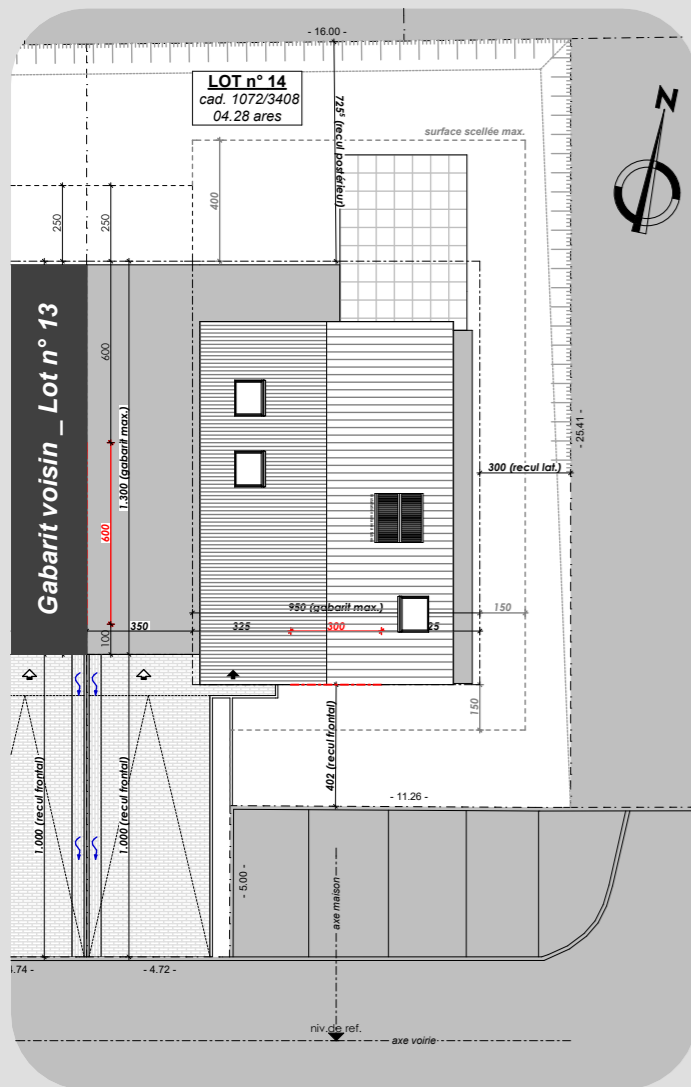 - 16.00 -
LOT n° 14
cad. 1072/3408
04.28 ares
N
725⁵ (recul postérieur)
surface scellée max.
400
250
250
Gabarit voisin _ Lot n° 13
600
1.300 (gabarit max.)
600
100
- 25.41 -
300 (recul lat.)
950 (gabarit max.)
150
350
325
300
25
150
402 (recul frontal)
1.000 (recul frontal)
1.000 (recul frontal)
- 11.26 -
- 5.00 -
axe maison
.74 -
- 4.72 -
niv.de ref.
axe voirie